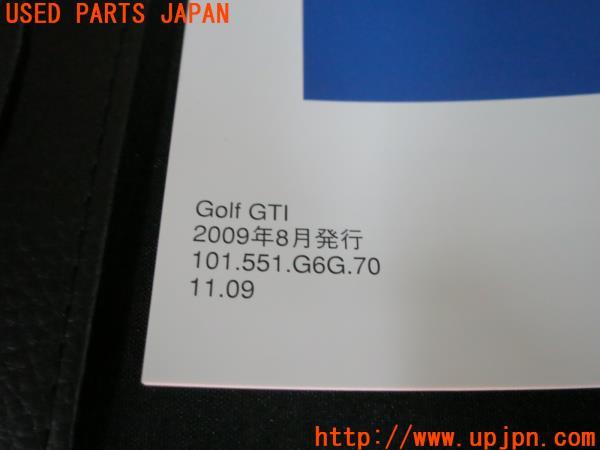 USED PARTS JAPAN
Golf GTI
2009年8月発行
101.551.G6G.70
11.09
http://www.upjpn.com/